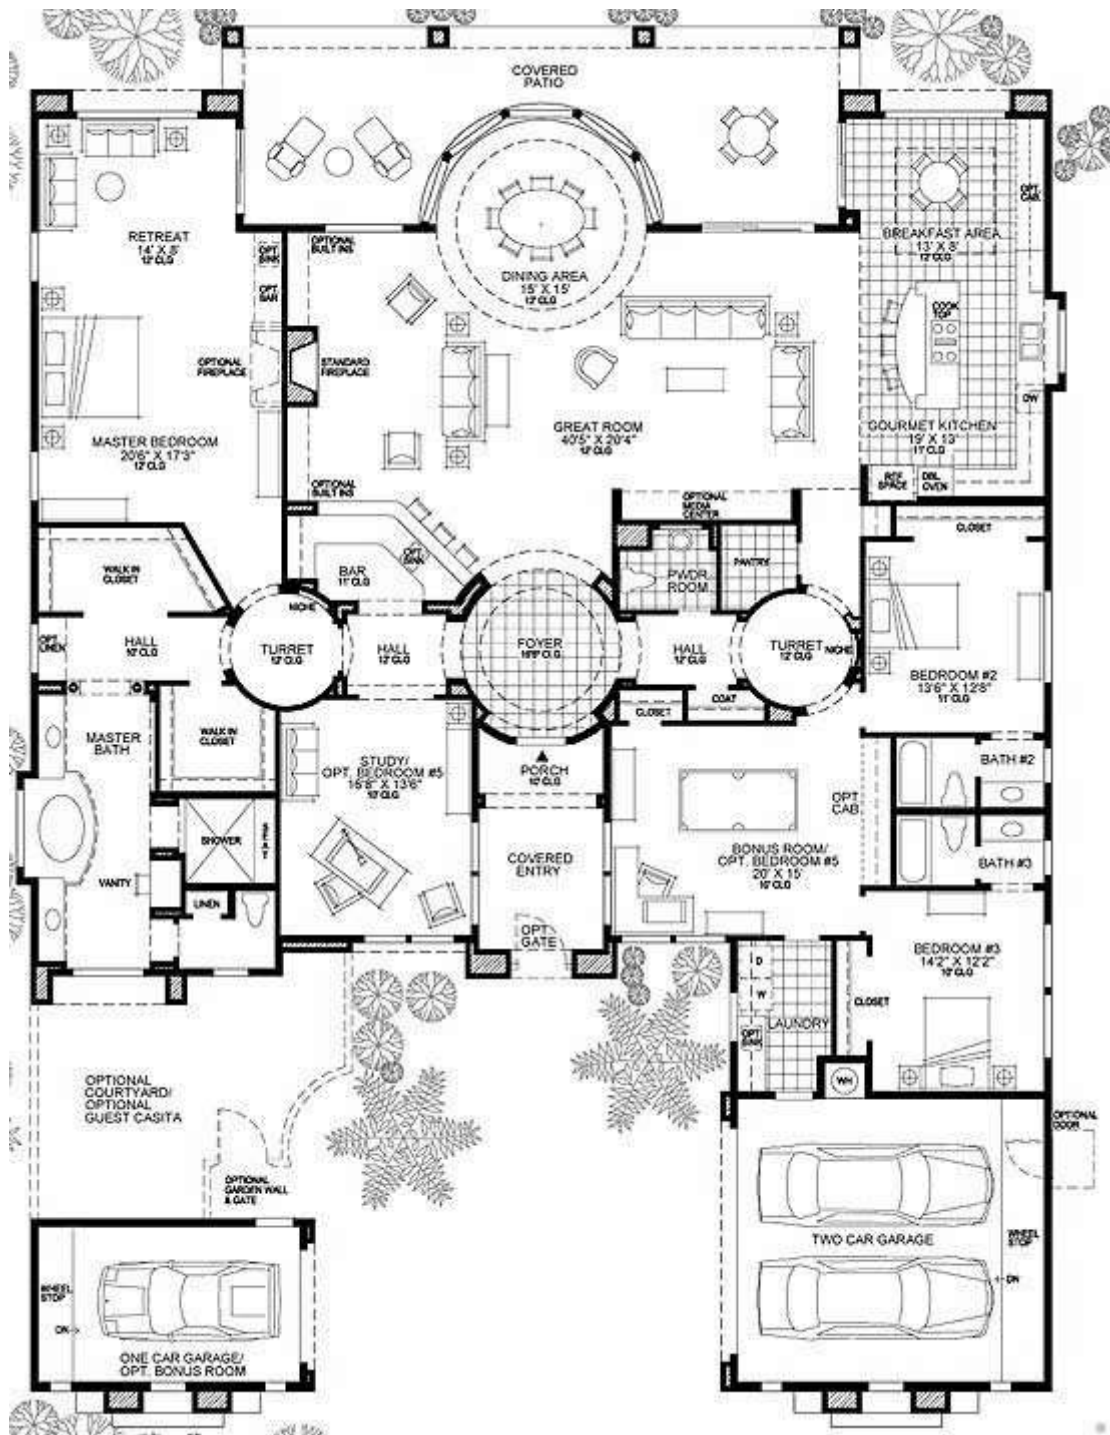 COVERED
PATIO
RETREAT
14' X 8'
12' CLG
OPT
SINK
OPT
BAR
OPTIONAL
BUILT INS
DINING AREA
15' X 15'
12' CLG
BREAKFAST AREA
13' X 8'
12' CLG
OPT.
CAB.
COOK
TOP
OPTIONAL
FIREPLACE
STANDARD
FIREPLACE
DW
MASTER BEDROOM
20'6" X 17'3"
12' CLG
GREAT ROOM
40'5" X 20'4"
12' CLG
GOURMET KITCHEN
19' X 13'
11' CLG
REF
SPACE
DBL
OVEN
OPTIONAL
BUILT INS
OPTIONAL
MEDIA
CENTER
CLOSET
WALK IN
CLOSET
BAR
11' CLG
OPT.
SINK
PWDR
ROOM
PANTRY
NICHE
OPT
LINEN
HALL
10' CLG
TURRET
12' CLG
HALL
12' CLG
FOYER
HALL
12' CLG
TURRET
12' CLG
NICHE
BEDROOM #2
13'6" X 12'8"
11' CLG
CLOSET
COAT
MASTER
BATH
WALK IN
CLOSET
STUDY/
OPT. BEDROOM #5
16'8" X 13'6"
10' CLG
PORCH
10' CLG
OPT
CAB
BATH #2
SHOWER
SEAT
VANITY
LINEN
COVERED
ENTRY
BONUS ROOM/
OPT. BEDROOM #5
20' X 15'
10' CLG
BATH #3
OPT
GATE
D
W
OPT
SINK
LAUNDRY
CLOSET
BEDROOM #3
14'2" X 12'2"
10' CLG
WH
OPTIONAL
COURTYARD/
OPTIONAL
GUEST CASITA
OPTIONAL
DOOR
OPTIONAL
GARDEN WALL
& GATE
TWO CAR GARAGE
WHEEL
STOP
DN
WHEEL
STOP
DN
ONE CAR GARAGE/
OPT. BONUS ROOM